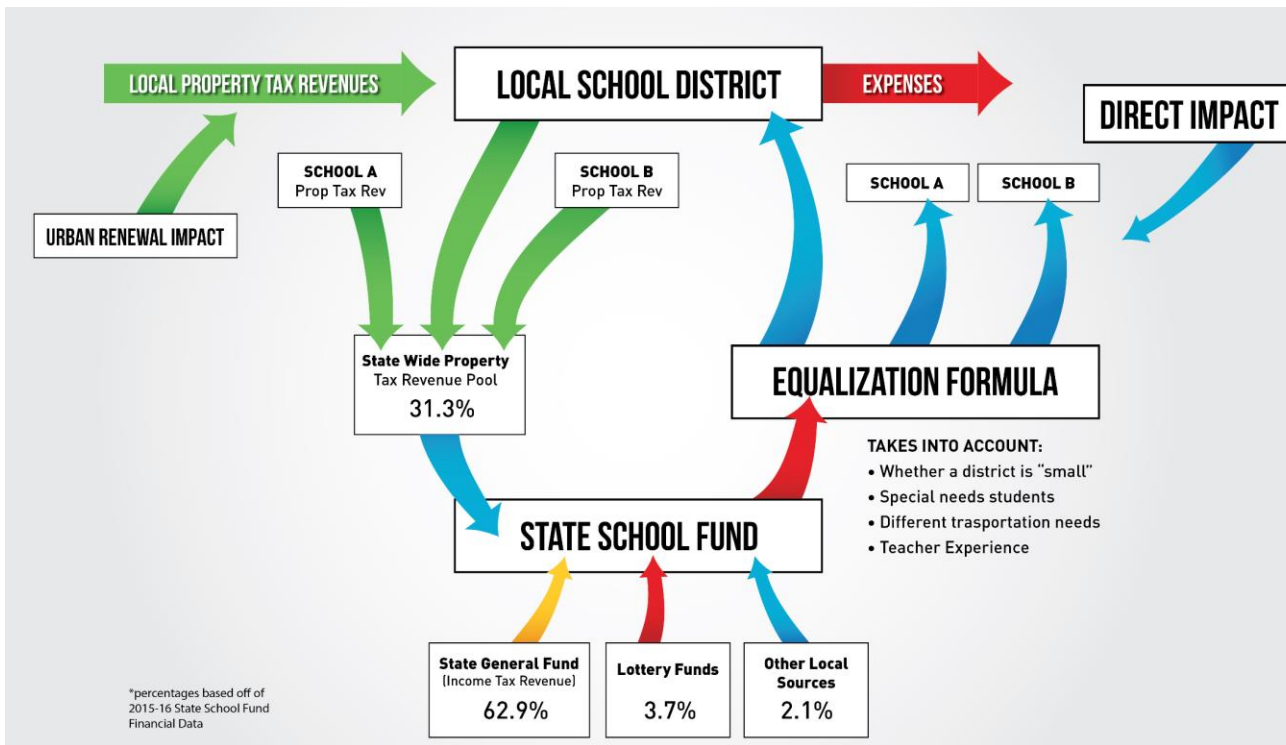 LOCAL PROPERTY TAX REVENUES
LOCAL SCHOOL DISTRICT
EXPENSES
DIRECT IMPACT
SCHOOL A
Prop Tax Rev
SCHOOL B
Prop Tax Rev
SCHOOL A
SCHOOL B
URBAN RENEWAL IMPACT
State Wide Property
Tax Revenue Pool
31.3%
EQUALIZATION FORMULA
TAKES INTO ACCOUNT:
• Whether a district is "small"
• Special needs students
• Different trasportation needs
• Teacher Experience
STATE SCHOOL FUND
State General Fund
(Income Tax Revenue)
62.9%
Lottery Funds
3.7%
Other Local
Sources
2.1%
*percentages based off of
2015-16 State School Fund
Financial Data